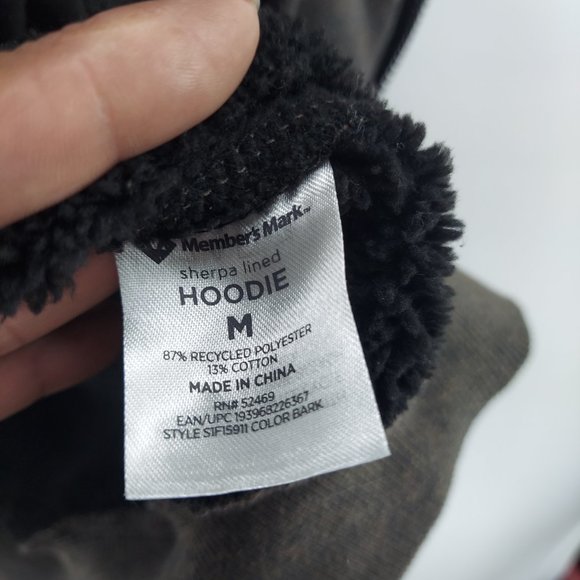 Member's Mark™
sherpa lined
HOODIE
M
87% RECYCLED POLYESTER
13% COTTON
MADE IN CHINA
RN# 52469
EAN/UPC 193968226367
STYLE S1F15911 COLOR BARK